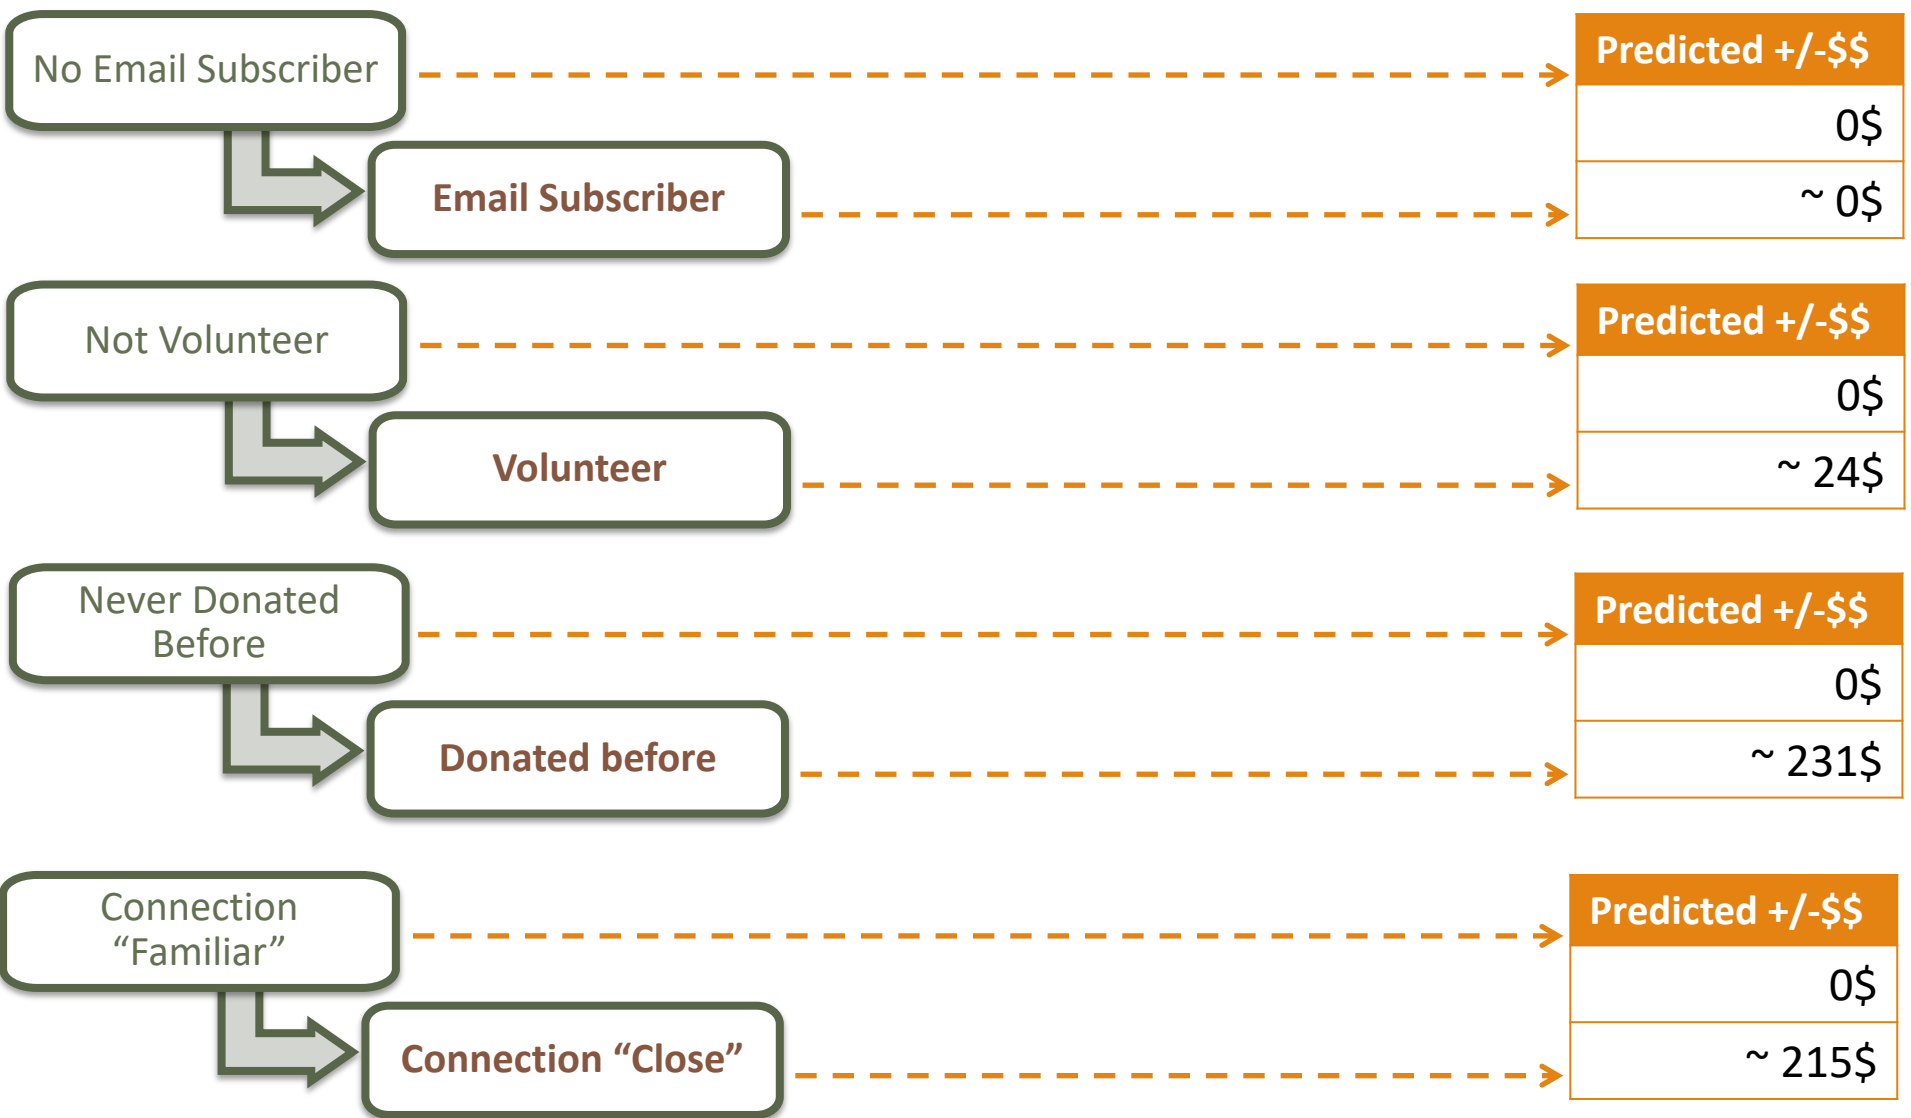 No Email Subscriber
Predicted +/-$$
0$
Email Subscriber
~ 0$
Not Volunteer
Predicted +/-$$
0$
Volunteer
~ 24$
Never Donated
Before
Predicted +/-$$
0$
Donated before
~ 231$
Connection
“Familiar”
Predicted +/-$$
0$
Connection “Close”
~ 215$